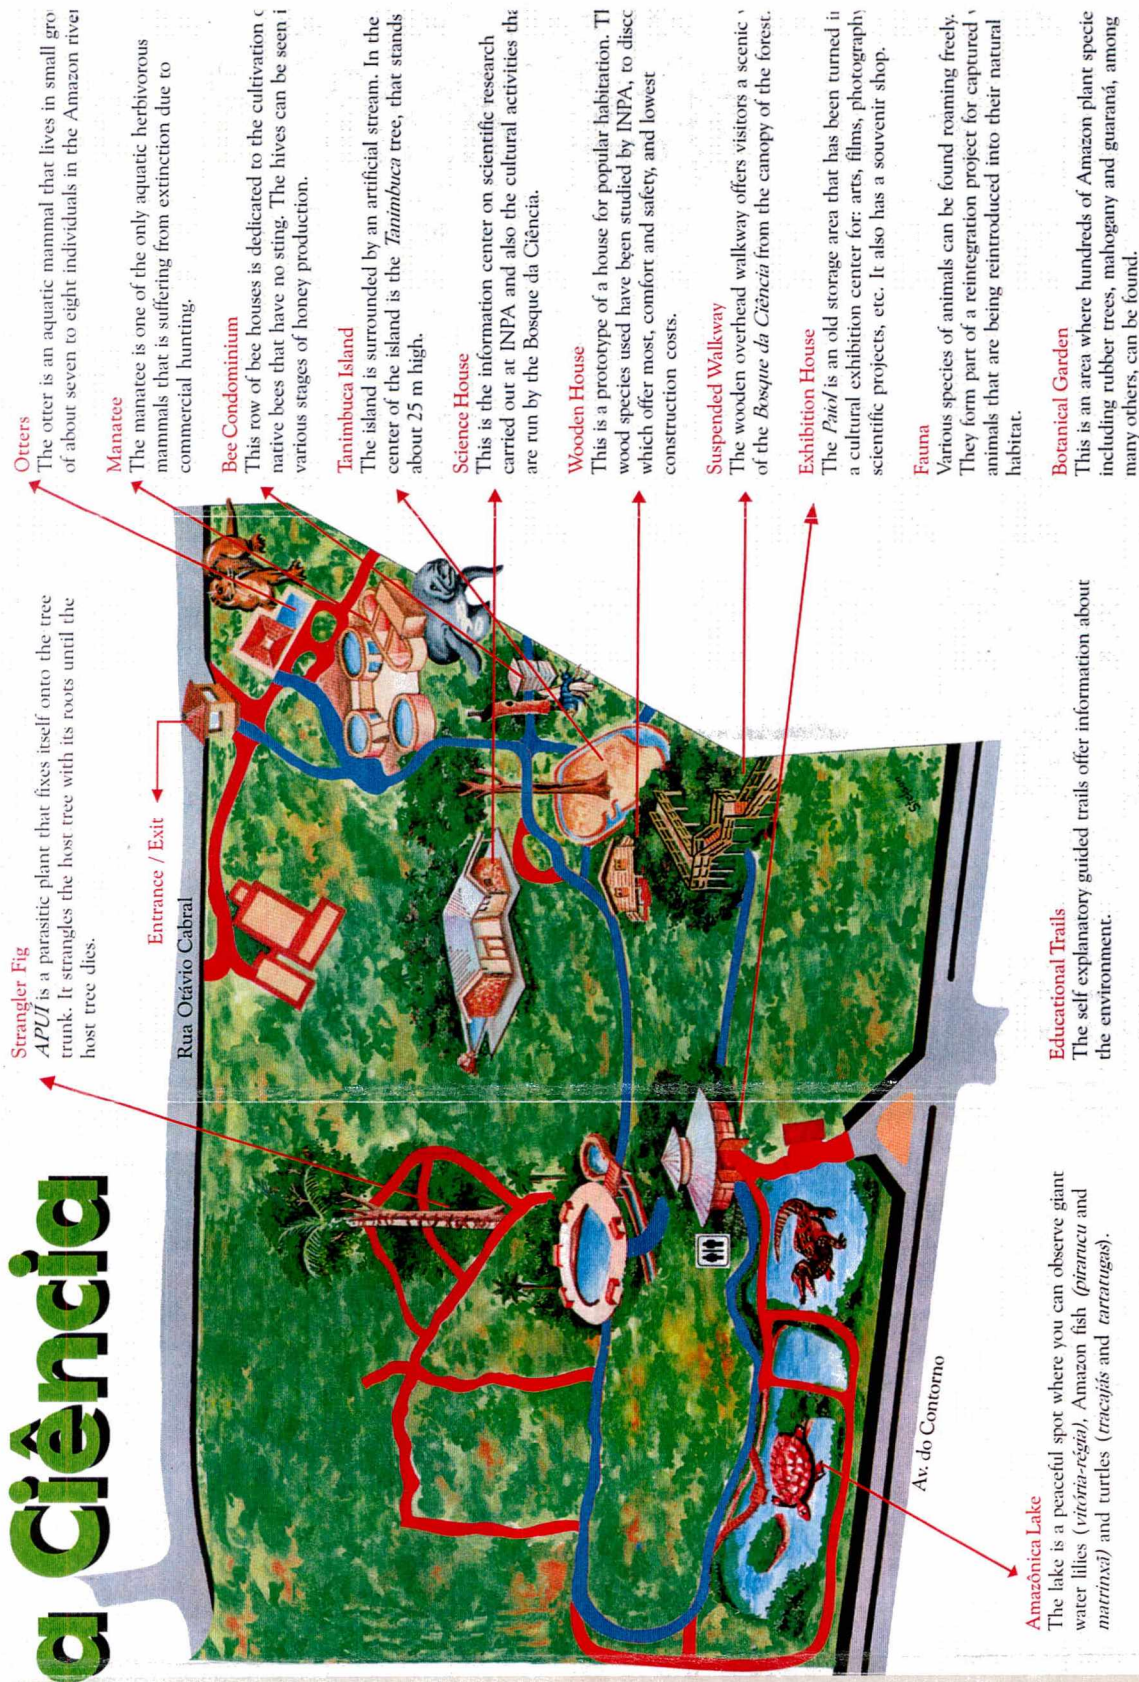 a Ciência
Strangler Fig
APUI is a parasitic plant that fixes itself onto the tree
trunk. It strangles the host tree with its roots until the
host tree dies.
Entrance / Exit
Rua Otávio Cabral
Av. do Contorno
Amazônica Lake
The lake is a peaceful spot where you can observe giant
water lilies (vitória-régia), Amazon fish (pirarucu and
matrinxã) and turtles (tracajás and tartatugas).
Educational Trails
The self explanatory guided trails offer information about
the environment.
Otters
The otter is an aquatic mammal that lives in small
of about seven to eight individuals in the Amazon
Manatee
The manatee is one of the only aquatic herbivorous
mammals that is suffering from extinction due to
commercial hunting.
Bee Condominium
This row of bee houses is dedicated to the cultivation
native bees that have no sting. The hives can be seen
various stages of honey production.
Tanimbuca Island
The island is surrounded by an artificial stream. In the
center of the island is the Tanimbuca tree, that stands
about 25 m high.
Science House
This is the information center on scientific research
carried out at INPA and also the cultural activities
are run by the Bosque da Ciência.
Wooden House
This is a prototype of a house for popular habitation.
wood species used have been studied by INPA, to
which offer most, comfort and safety, and lowest
construction costs.
Suspended Walkway
The wooden overhead walkway offers visitors a scenic
of the Bosque da Ciência from the canopy of the forest.
Exhibition House
The Paiol is an old storage area that has been turned
a cultural exhibition center for: arts, films, photography
scientific projects, etc. It also has a souvenir shop.
Fauna
Various species of animals can be found roaming freely.
They form part of a reintegration project for captured
animals that are being reintroduced into their natural
habitat.
Botanical Garden
This is an area where hundreds of Amazon plant
including rubber trees, mahogany and guaraná, among
many others, can be found.